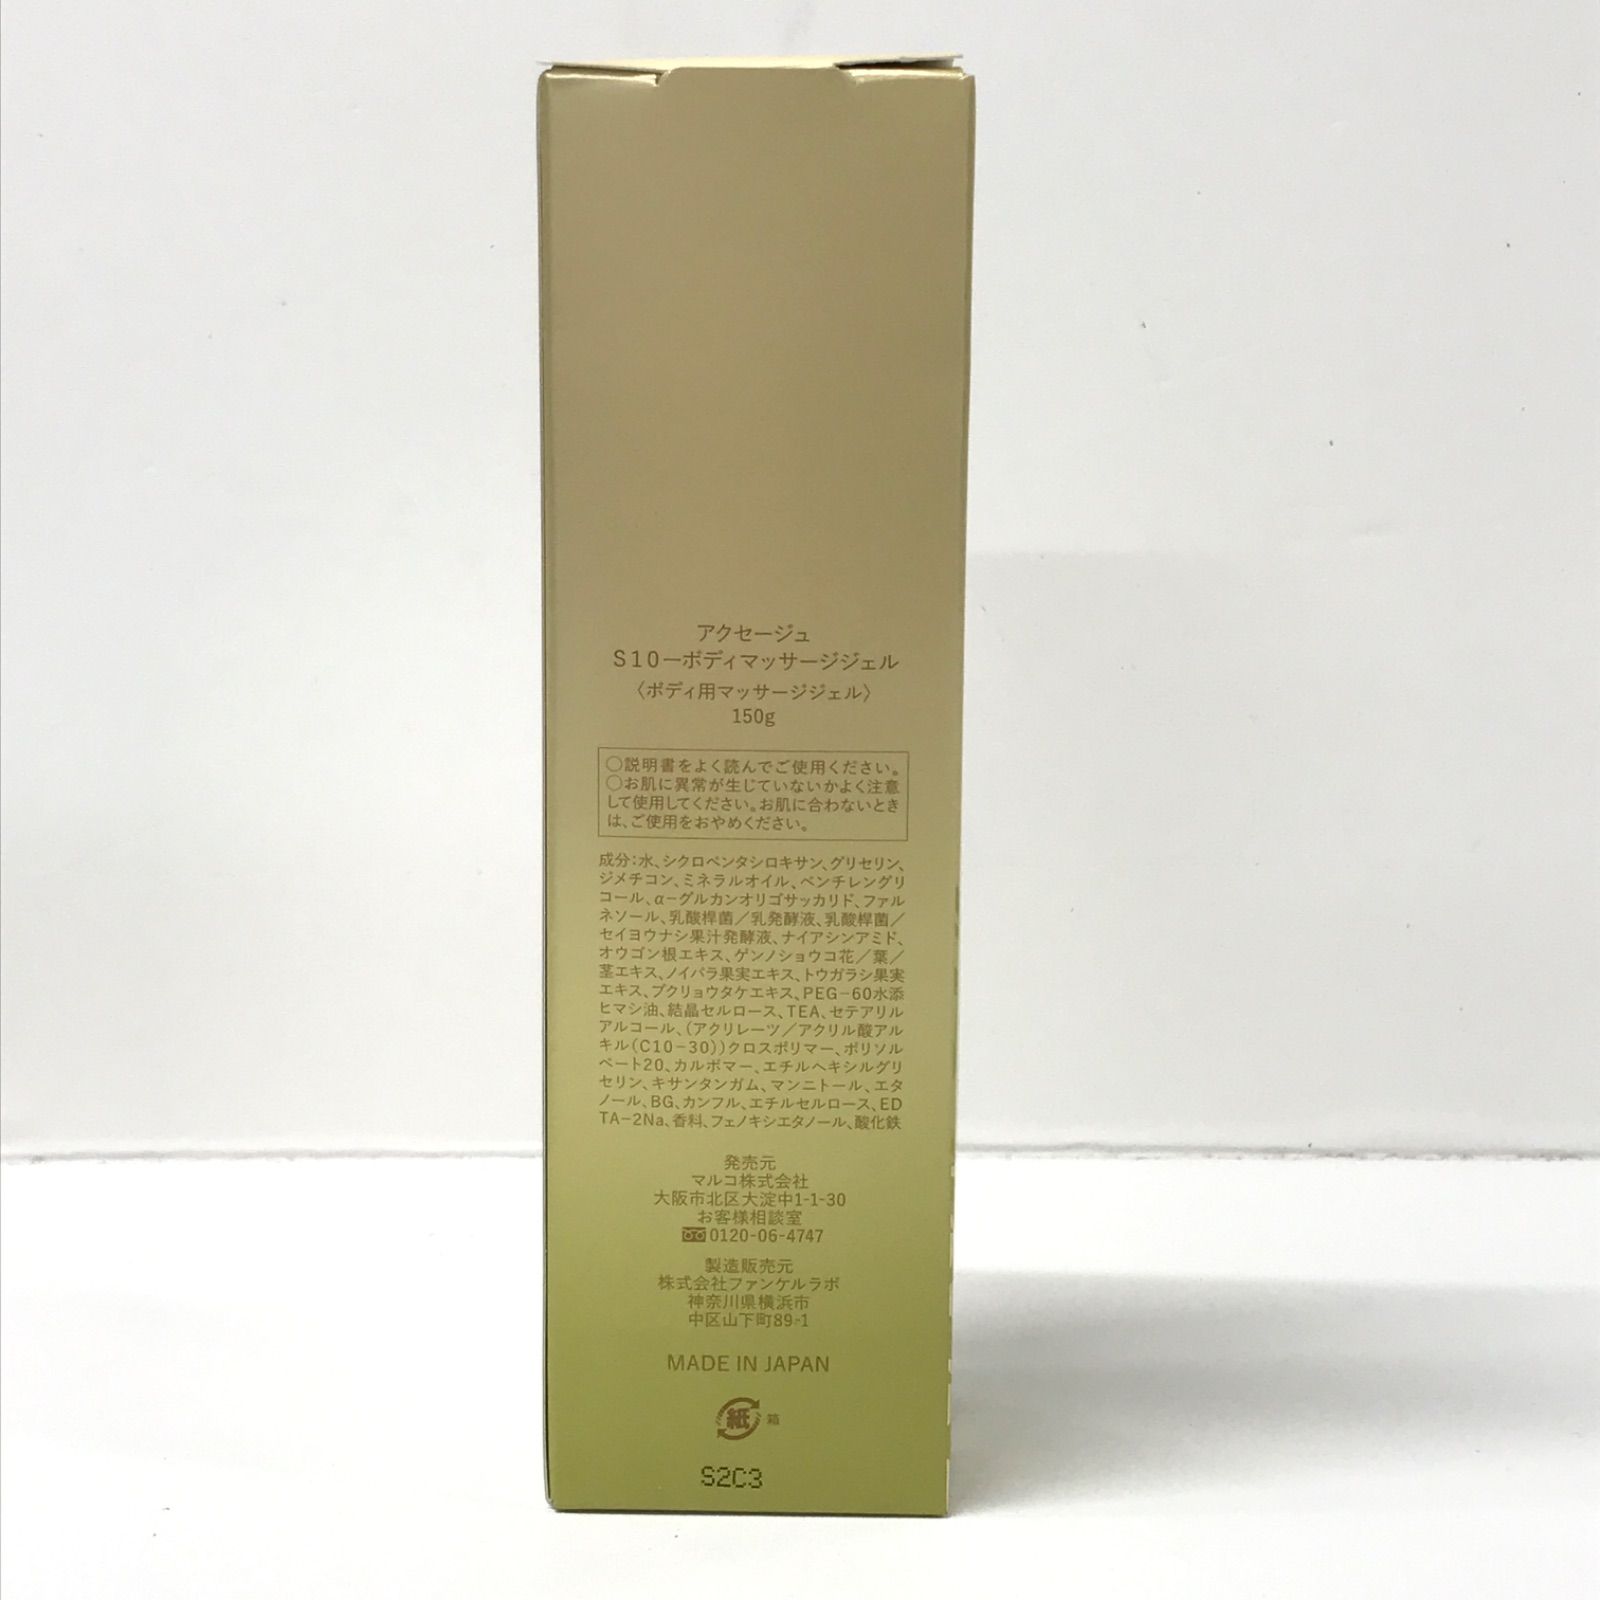 アクセージュ
S10ーボディマッサージジェル
〈ボディ用マッサージジェル〉
150g
○説明書をよく読んでご使用ください。
○お肌に異常が生じていないかよく注意
して使用してください。お肌に合わないとき
は、ご使用をおやめください。
成分：水、シクロペンタシロキサン、グリセリン、
ジメチコン、ミネラルオイル、ペンチレングリ
コール、α-グルカンオリゴサッカリド、ファル
ネソール、乳酸桿菌／乳発酵液、乳酸桿菌／
セイヨウナシ果汁発酵液、ナイアシンアミド、
オウゴン根エキス、ゲンノショウコ花／葉／
茎エキス、ノイバラ果実エキス、トウガラシ果実
エキス、ブクリョウタケエキス、PEG-60水添
ヒマシ油、結晶セルロース、TEA、セテアリル
アルコール、（アクリレーツ／アクリル酸アル
キル（C10-30））クロスポリマー、ポリソル
ベート20、カルボマー、エチルヘキシルグリ
セリン、キサンタンガム、マンニトール、エタ
ノール、BG、カンフル、エチルセルロース、ED
TA-2Na、香料、フェノキシエタノール、酸化鉄
発売元
マルコ株式会社
大阪市北区大淀中1-1-30
お客様相談室
0120-06-4747
製造販売元
株式会社ファンケルラボ
神奈川県横浜市
中区山下町89-1
MADE IN JAPAN
紙 箱
S2C3